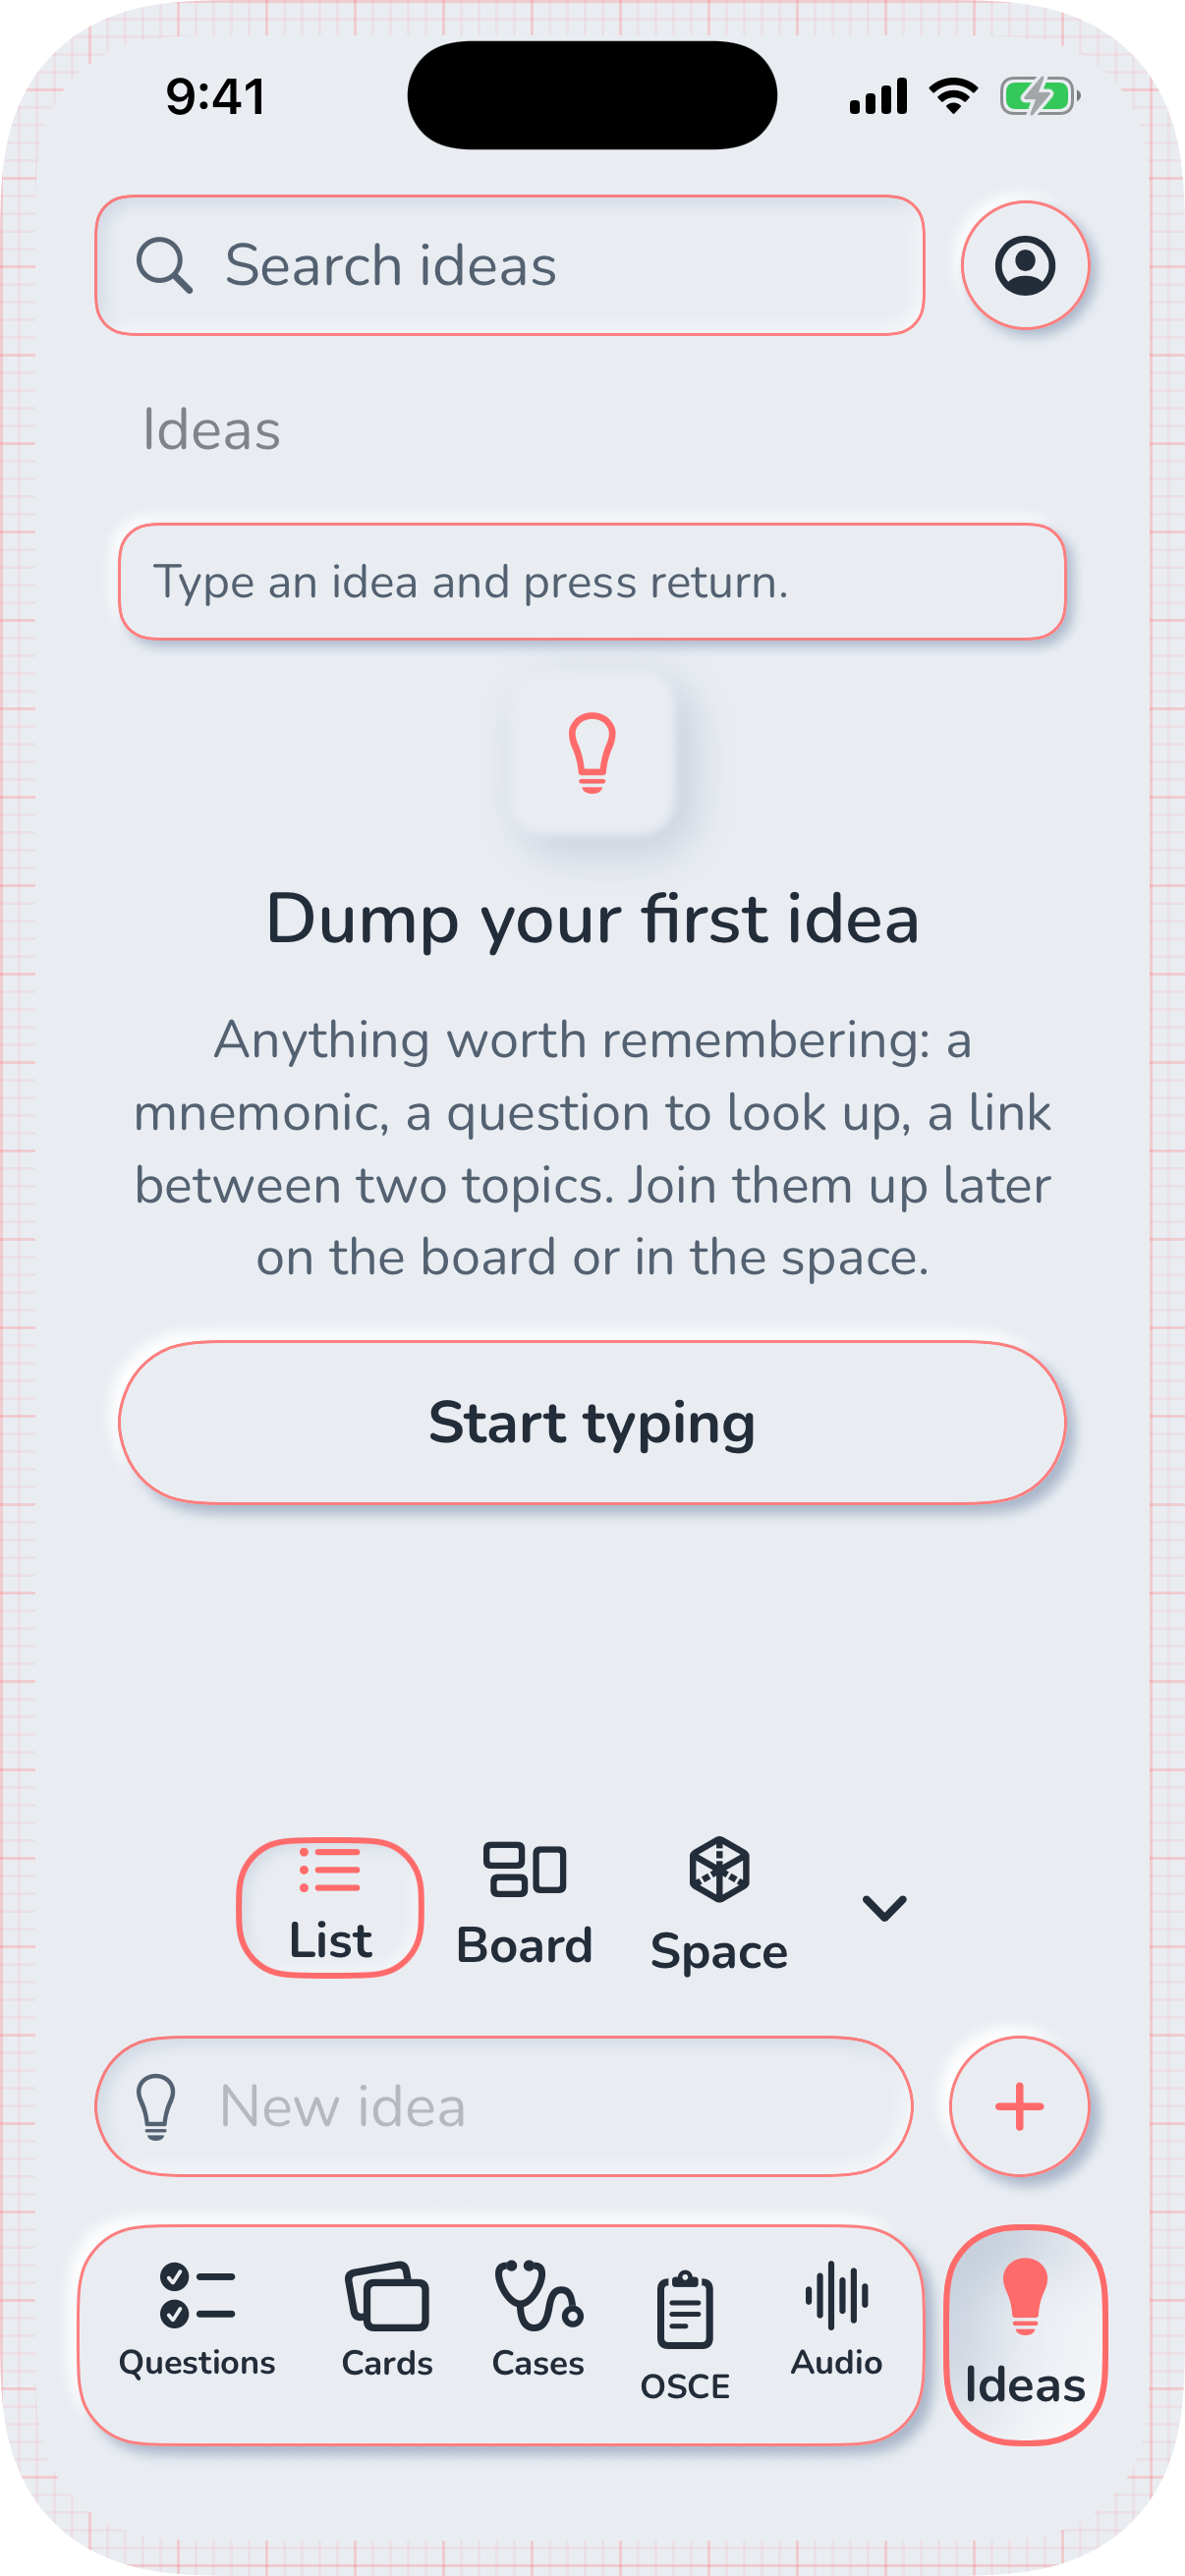 9:41
Search ideas
Ideas
Type an idea and press return.
Dump your first idea
Anything worth remembering: a
mnemonic, a question to look up, a link
between two topics. Join them up later
on the board or in the space.
Start typing
List
Board
Space
New idea
Questions
Cards
Cases
OSCE
Audio
Ideas